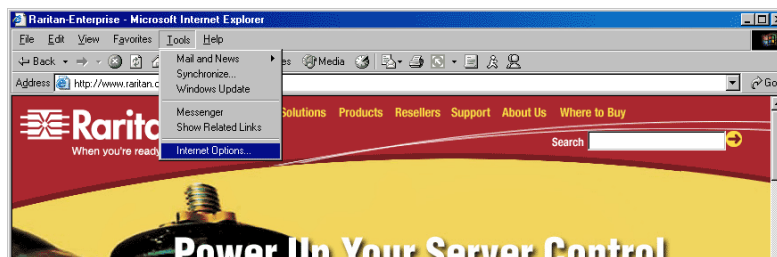 Raritan-Enterprise - Microsoft Internet Explorer
File Edit View Favorites Tools Help
Back Media
Address http://www.raritan.c Go
Mail and News
Synchronize...
Windows Update
Messenger
Show Related Links
Internet Options...
Solutions Products Resellers Support About Us Where to Buy
When you're ready
Search
Power Up Your Server Control